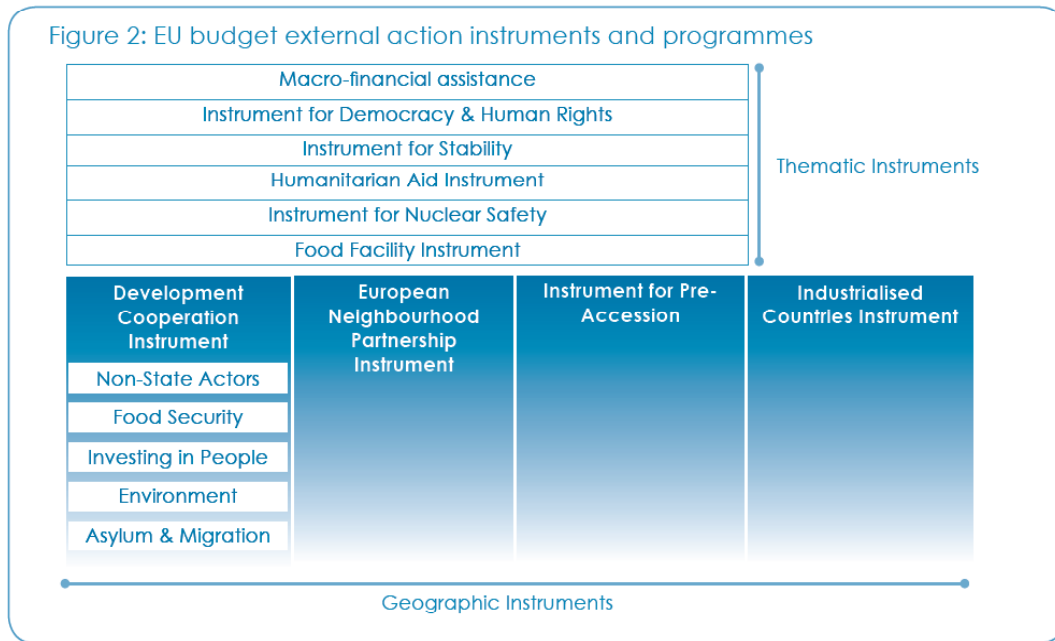 Figure 2: EU budget external action instruments and programmes
Macro-financial assistance
Instrument for Democracy & Human Rights
Instrument for Stability
Humanitarian Aid Instrument
Instrument for Nuclear Safety
Food Facility Instrument
Thematic Instruments
Development
Cooperation
Instrument
Non-State Actors
Food Security
Investing in People
Environment
Asylum & Migration
European
Neighbourhood
Partnership
Instrument
Instrument for Pre-
Accession
Industrialised
Countries Instrument
Geographic Instruments